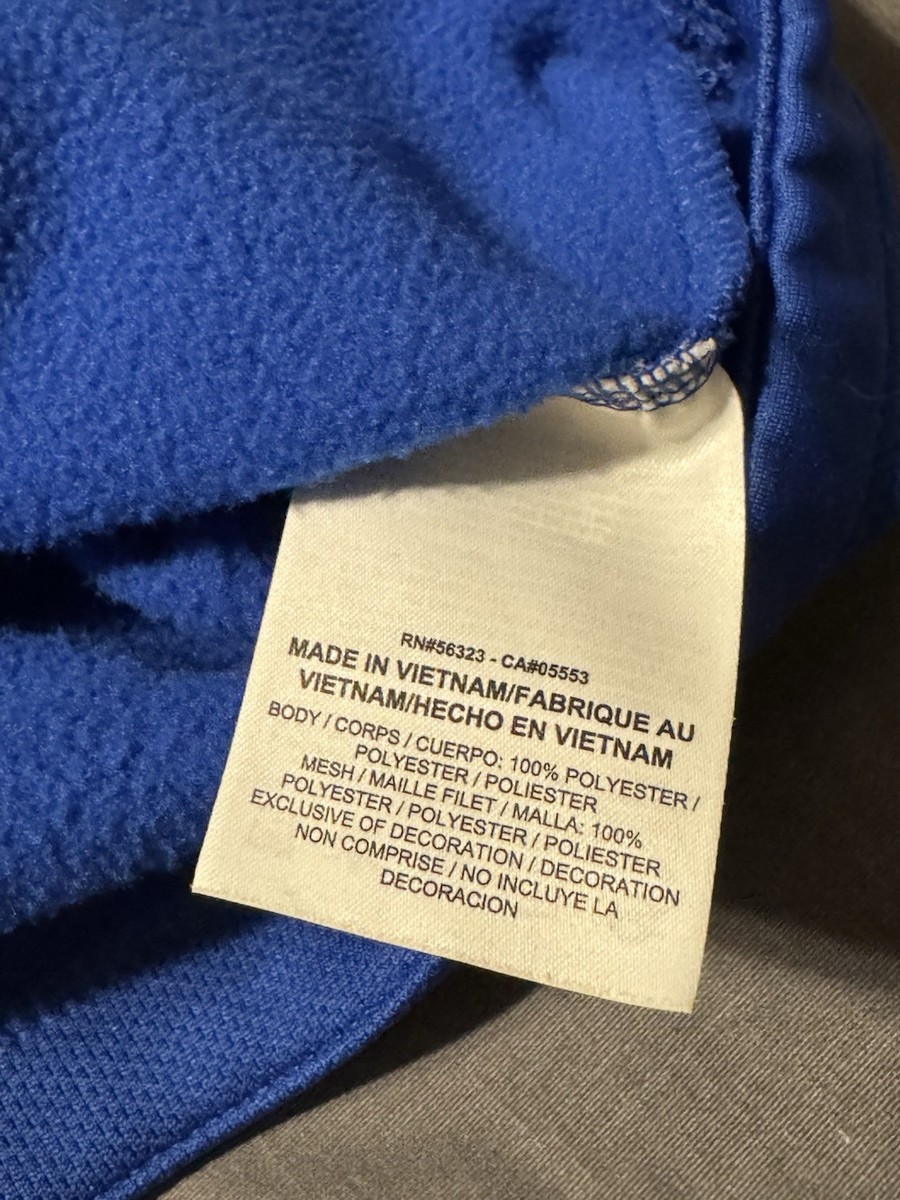 RN#56323 - CA#05553
MADE IN VIETNAM/FABRIQUE AU
VIETNAM/HECHO EN VIETNAM
BODY / CORPS / CUERPO: 100% POLYESTER /
POLYESTER / POLIESTER
MESH / MAILLE FILET / MALLA: 100%
POLYESTER / POLYESTER / POLIESTER
EXCLUSIVE OF DECORATION / DECORATION
NON COMPRISE / NO INCLUYE LA
DECORACION